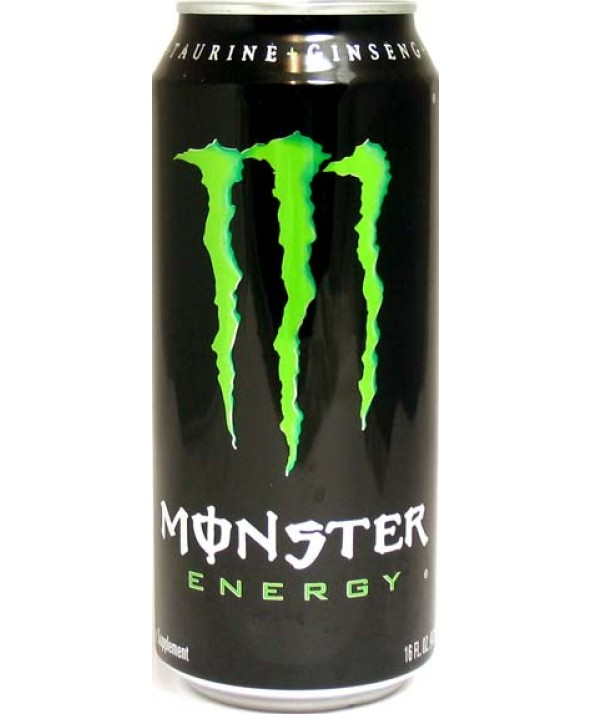 TAURINE+GINSENG
MONSTER
ENERGY ®
Supplement
16 FL. OZ.